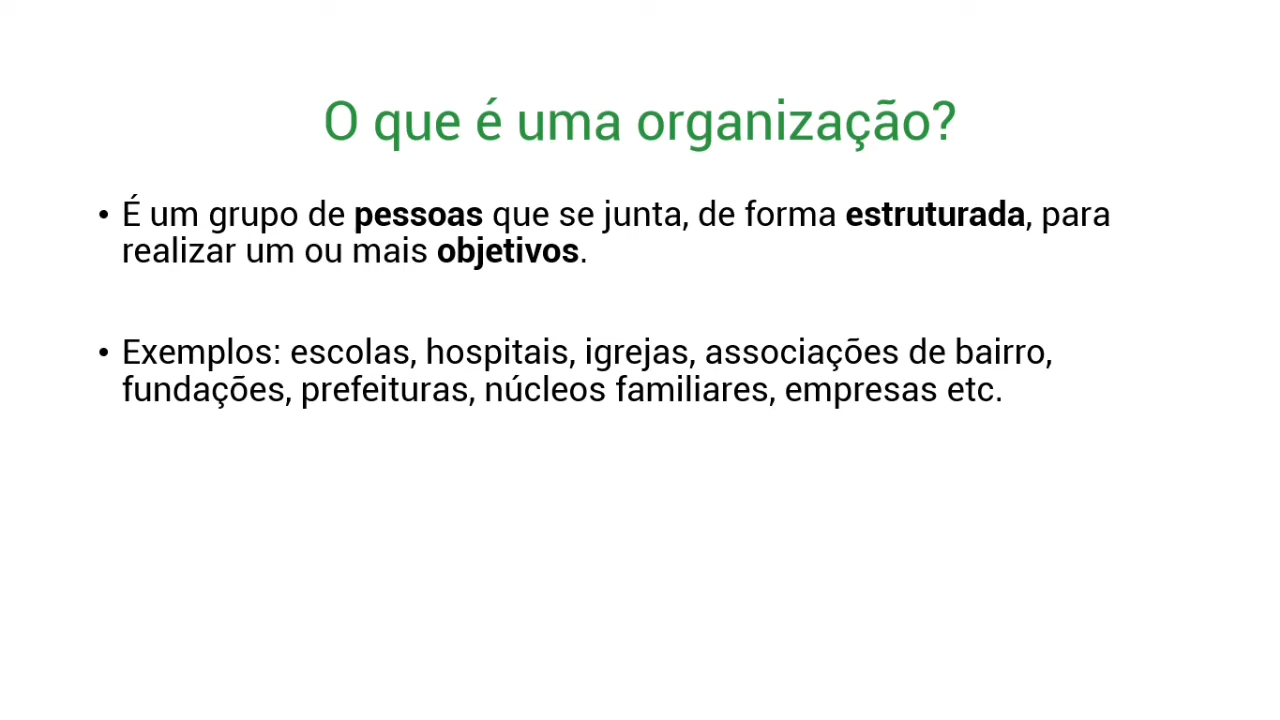 O que é uma organização?
• É um grupo de pessoas que se junta, de forma estruturada, para
realizar um ou mais objetivos.
• Exemplos: escolas, hospitais, igrejas, associações de bairro,
fundações, prefeituras, núcleos familiares, empresas etc.